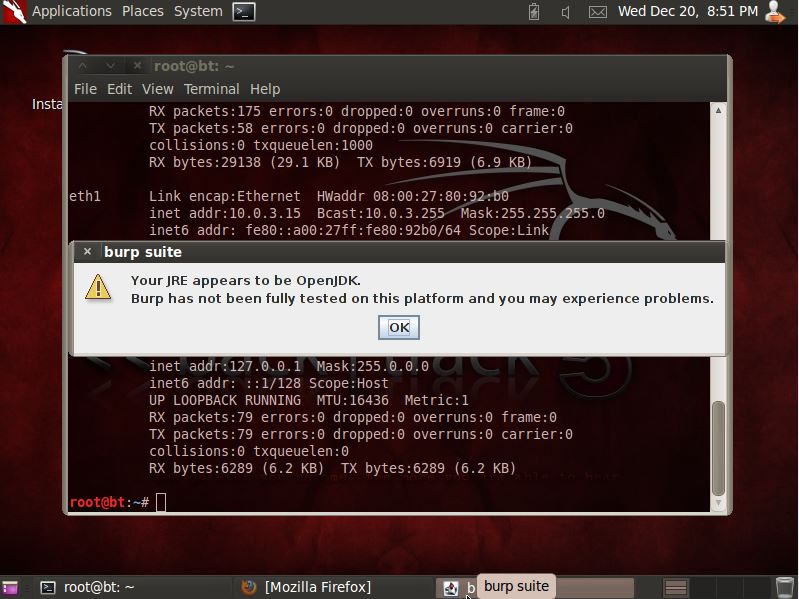 Applications Places System Wed Dec 20, 8:51 PM
root@bt: ~
File Edit View Terminal Help
Insta
RX packets:175 errors:0 dropped:0 overruns:0 frame:0
TX packets:58 errors:0 dropped:0 overruns:0 carrier:0
collisions:0 txqueuelen:1000
RX bytes:29138 (29.1 KB)  TX bytes:6919 (6.9 KB)
eth1      Link encap:Ethernet  HWaddr 08:00:27:80:92:b0
inet addr:10.0.3.15  Bcast:10.0.3.255  Mask:255.255.255.0
inet6 addr: fe80::a00:27ff:fe80:92b0/64 Scope:Link
burp suite
Your JRE appears to be OpenJDK.
Burp has not been fully tested on this platform and you may experience problems.
OK
inet addr:127.0.0.1  Mask:255.0.0.0
inet6 addr: ::1/128 Scope:Host
UP LOOPBACK RUNNING  MTU:16436  Metric:1
RX packets:79 errors:0 dropped:0 overruns:0 frame:0
TX packets:79 errors:0 dropped:0 overruns:0 carrier:0
collisions:0 txqueuelen:0
RX bytes:6289 (6.2 KB)  TX bytes:6289 (6.2 KB)
root@bt:~#
root@bt: ~ [Mozilla Firefox] b burp suite